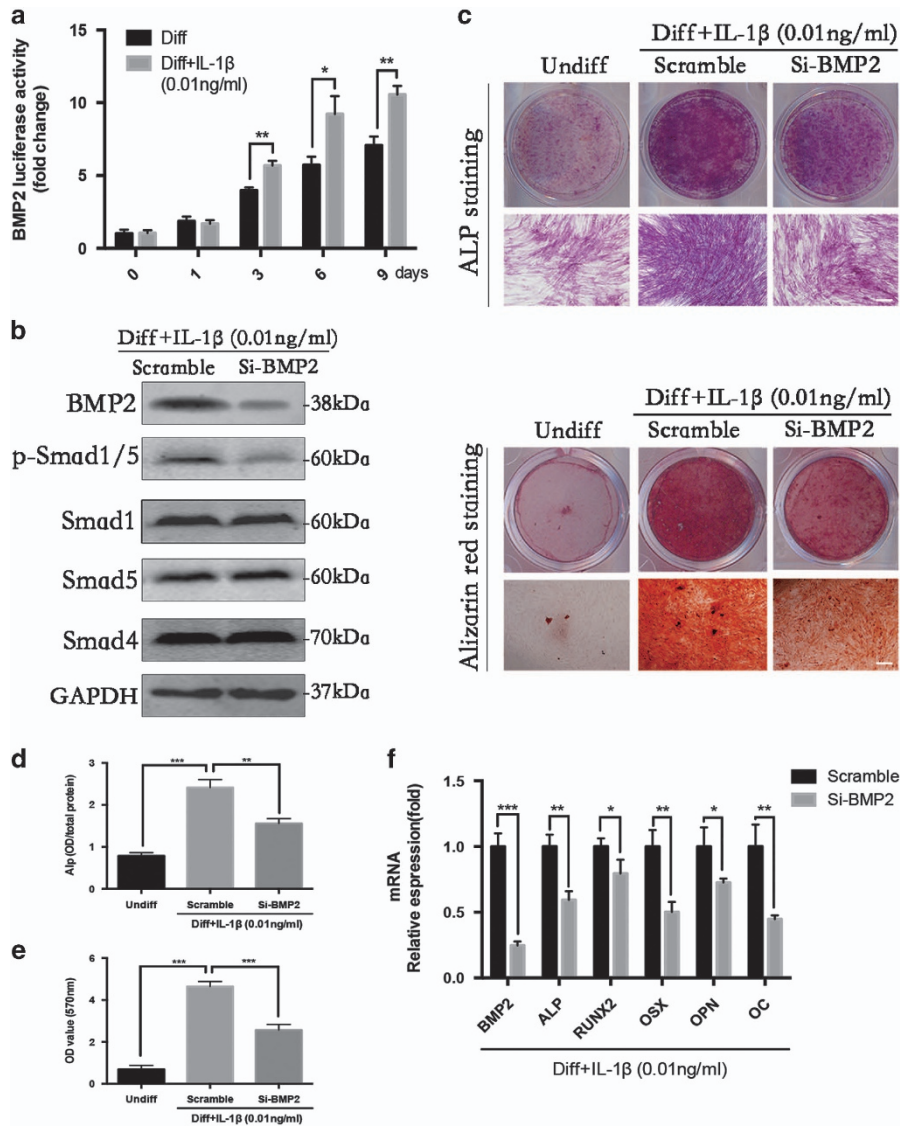 a
15
10
5
0
BMP2 luciferase activity
(fold change)
Diff
Diff+IL-1β
(0.01ng/ml)
**
*
**
0 1 3 6 9 days
b
Diff+IL-1β (0.01ng/ml)
Scramble Si-BMP2
BMP2 -38kDa
p-Smad1/5 -60kDa
Smad1 -60kDa
Smad5 -60kDa
Smad4 -70kDa
GAPDH -37kDa
c
Diff+IL-1β (0.01ng/ml)
Undiff Scramble Si-BMP2
ALP staining
Diff+IL-1β (0.01ng/ml)
Undiff Scramble Si-BMP2
Alizarin red staining
d
3
2
1
0
Alp (OD/total protein)
*** **
Undiff Scramble Si-BMP2
Diff+IL-1β (0.01ng/ml)
e
6
4
2
0
OD value (570nm)
*** ***
Undiff Scramble Si-BMP2
Diff+IL-1β (0.01ng/ml)
f
Scramble
Si-BMP2
1.5
1.0
0.5
0.0
mRNA
Relative espression(fold)
*** ** * ** * **
BMP2 ALP RUNX2 OSX OPN OC
Diff+IL-1β (0.01ng/ml)